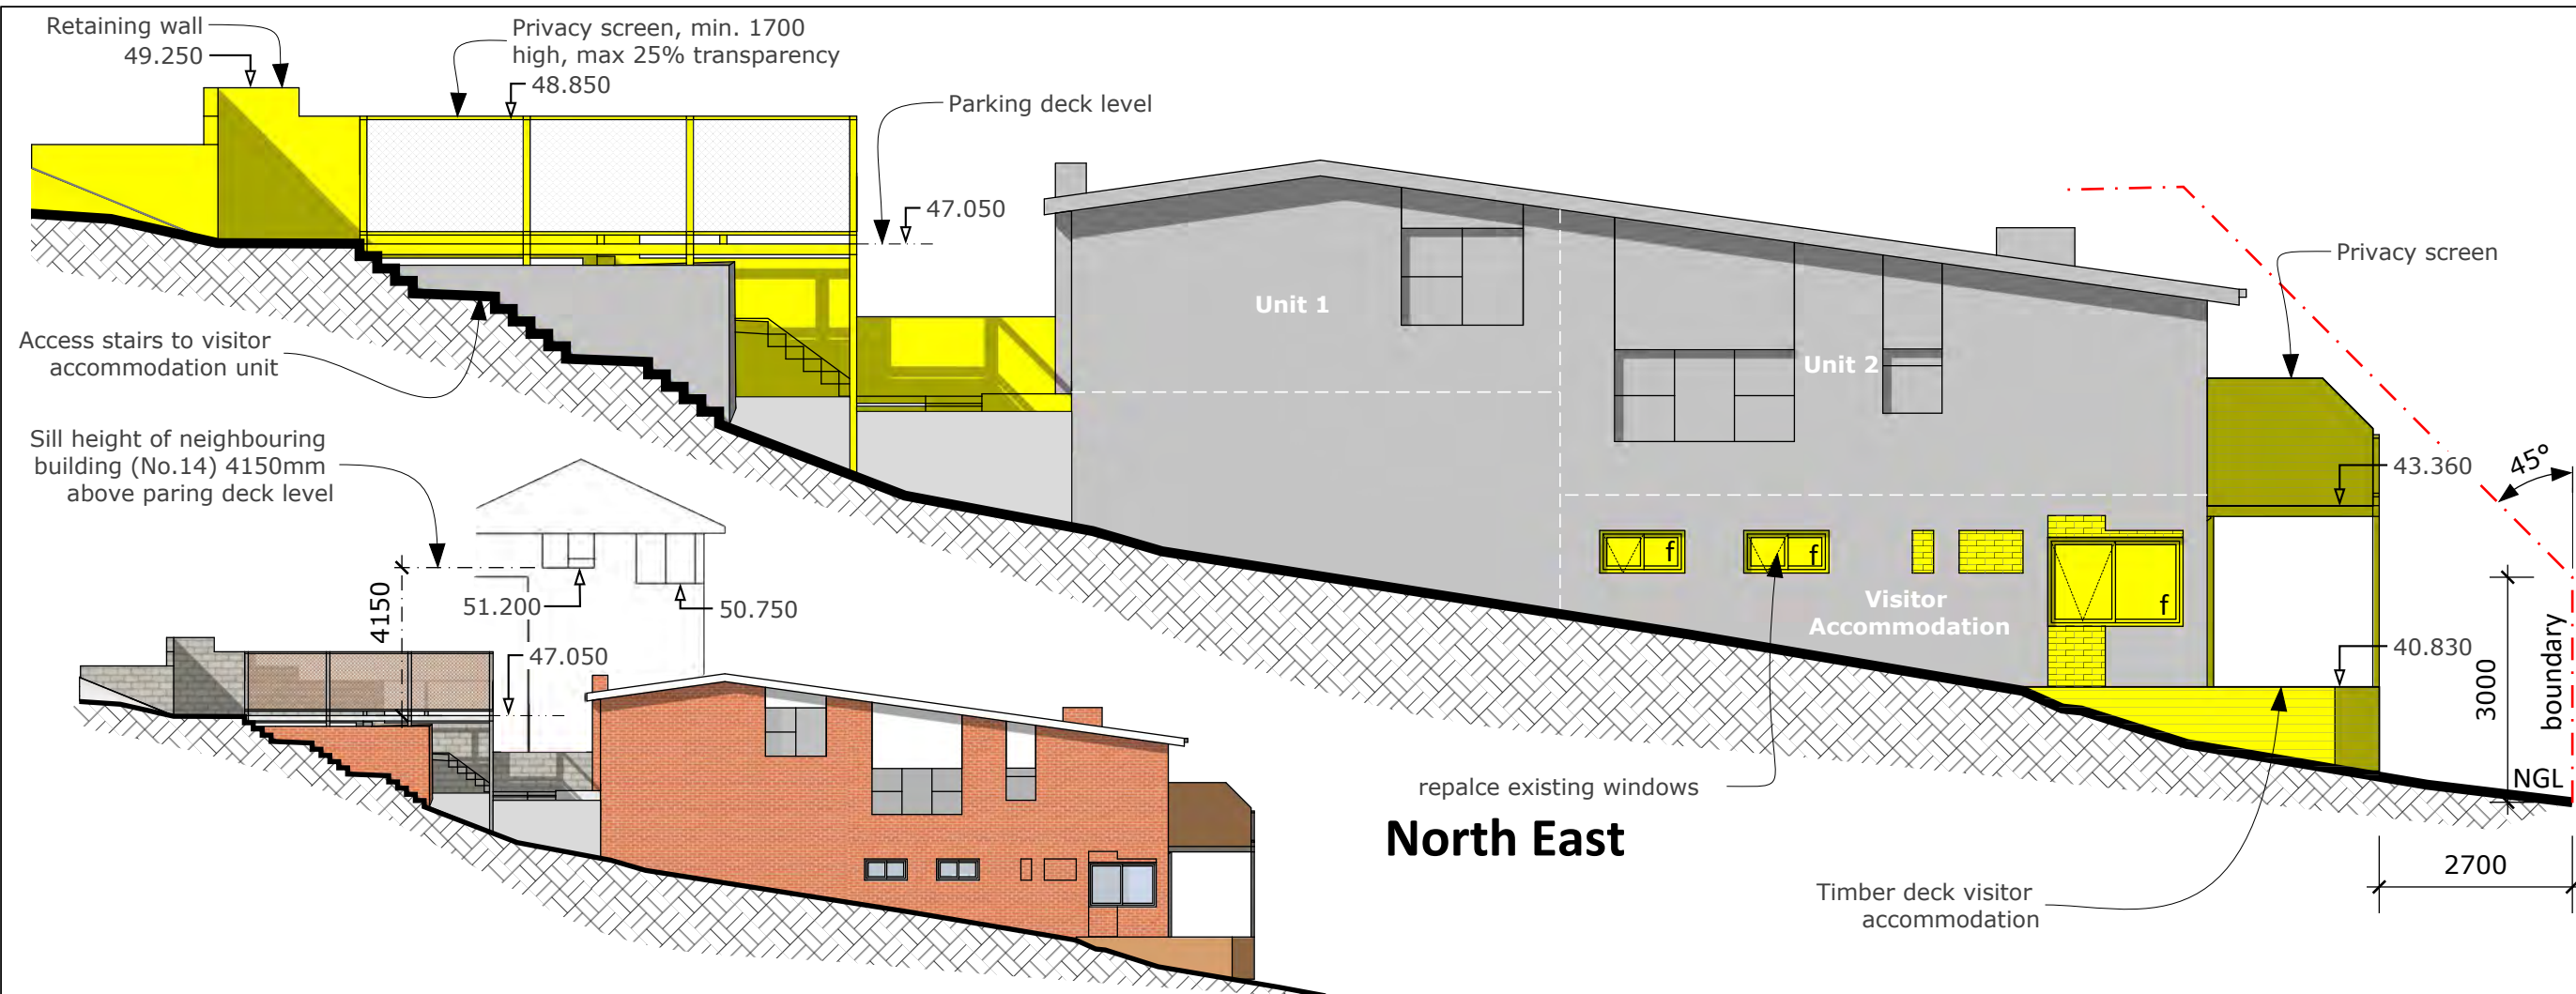 Retaining wall
49.250
Privacy screen, min. 1700
high, max 25% transparency
48.850
Parking deck level
47.050
Privacy screen
Unit 1
Unit 2
Access stairs to visitor
accommodation unit
Sill height of neighbouring
building (No.14) 4150mm
above paring deck level
43.360
45°
f
f
f
Visitor
Accommodation
4150
51.200
50.750
47.050
40.830
3000
boundary
NGL
repalce existing windows
North East
2700
Timber deck visitor
accommodation